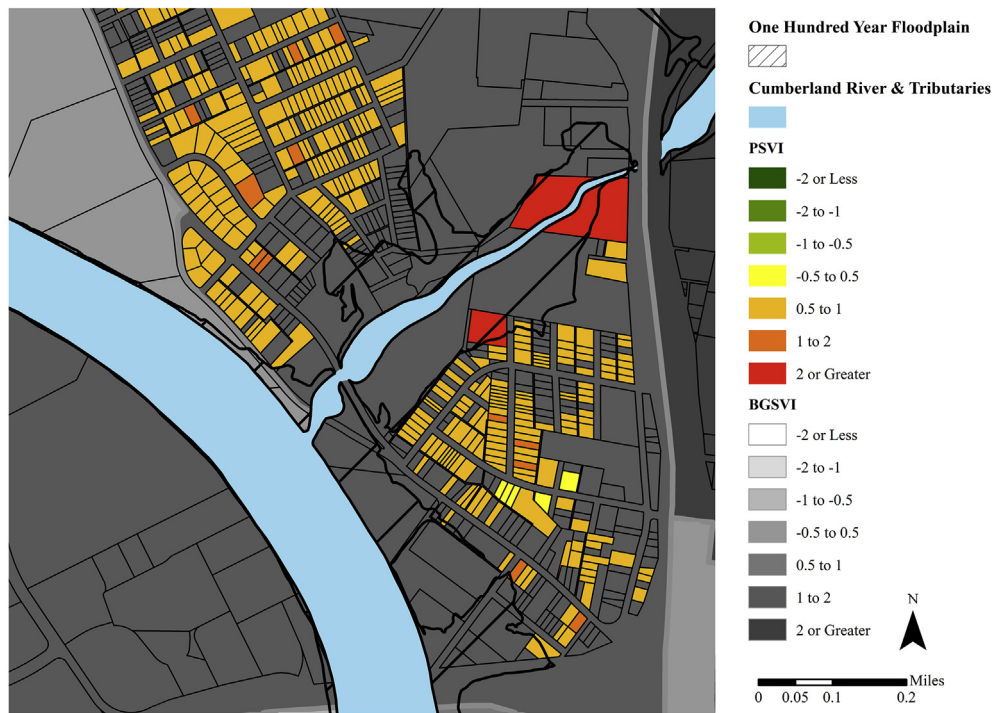 One Hundred Year Floodplain
Cumberland River & Tributaries
PSVI
-2 or Less
-2 to -1
-1 to -0.5
-0.5 to 0.5
0.5 to 1
1 to 2
2 or Greater
BGSVI
-2 or Less
-2 to -1
-1 to -0.5
-0.5 to 0.5
0.5 to 1
1 to 2
2 or Greater
N
Miles
0 0.05 0.1 0.2